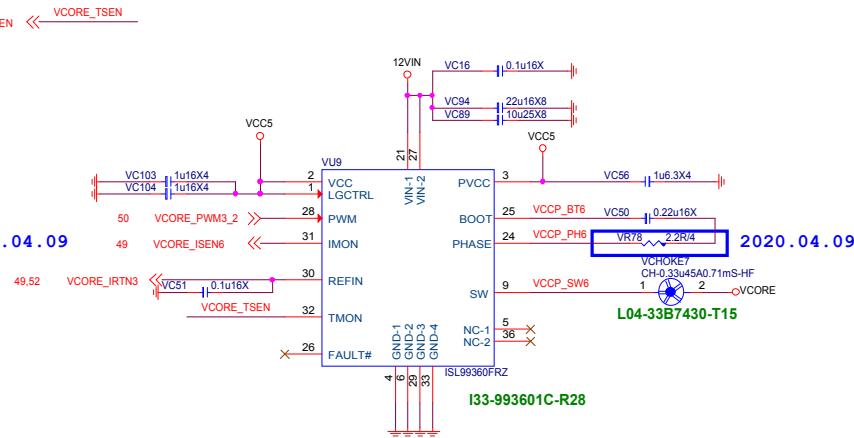 EN
VCORE_TSEN
12VIN
VC16
0.1u16X
VC94
22u16X8
VC89
10u25X8
VCC5
VCC5
21
27
VC103
1u16X4
VC104
1u16X4
VU9
2
VCC
1
LGCTRL
VIN-1
VIN-2
PVCC
3
VC56
1u6.3X4
50
VCORE_PWM3_2
28
PWM
BOOT
25
VCCP_BT6
VC50
0.22u16X
.04.09
49
VCORE_ISEN6
31
IMON
PHASE
24
VCCP_PH6
VR78
2.2R/4
2020.04.09
49,52
VCORE_IRTN3
30
REFIN
VC51
0.1u16X
VCHOKE7
CH-0.33u45A0.71mS-HF
SW
9
VCCP_SW6
1
2
VCORE
L04-33B7430-T15
VCORE_TSEN
32
TMON
NC-1
5
NC-2
36
26
FAULT#
GND-1
GND-2
GND-3
GND-4
4
6
29
33
ISL99360FRZ
I33-993601C-R28